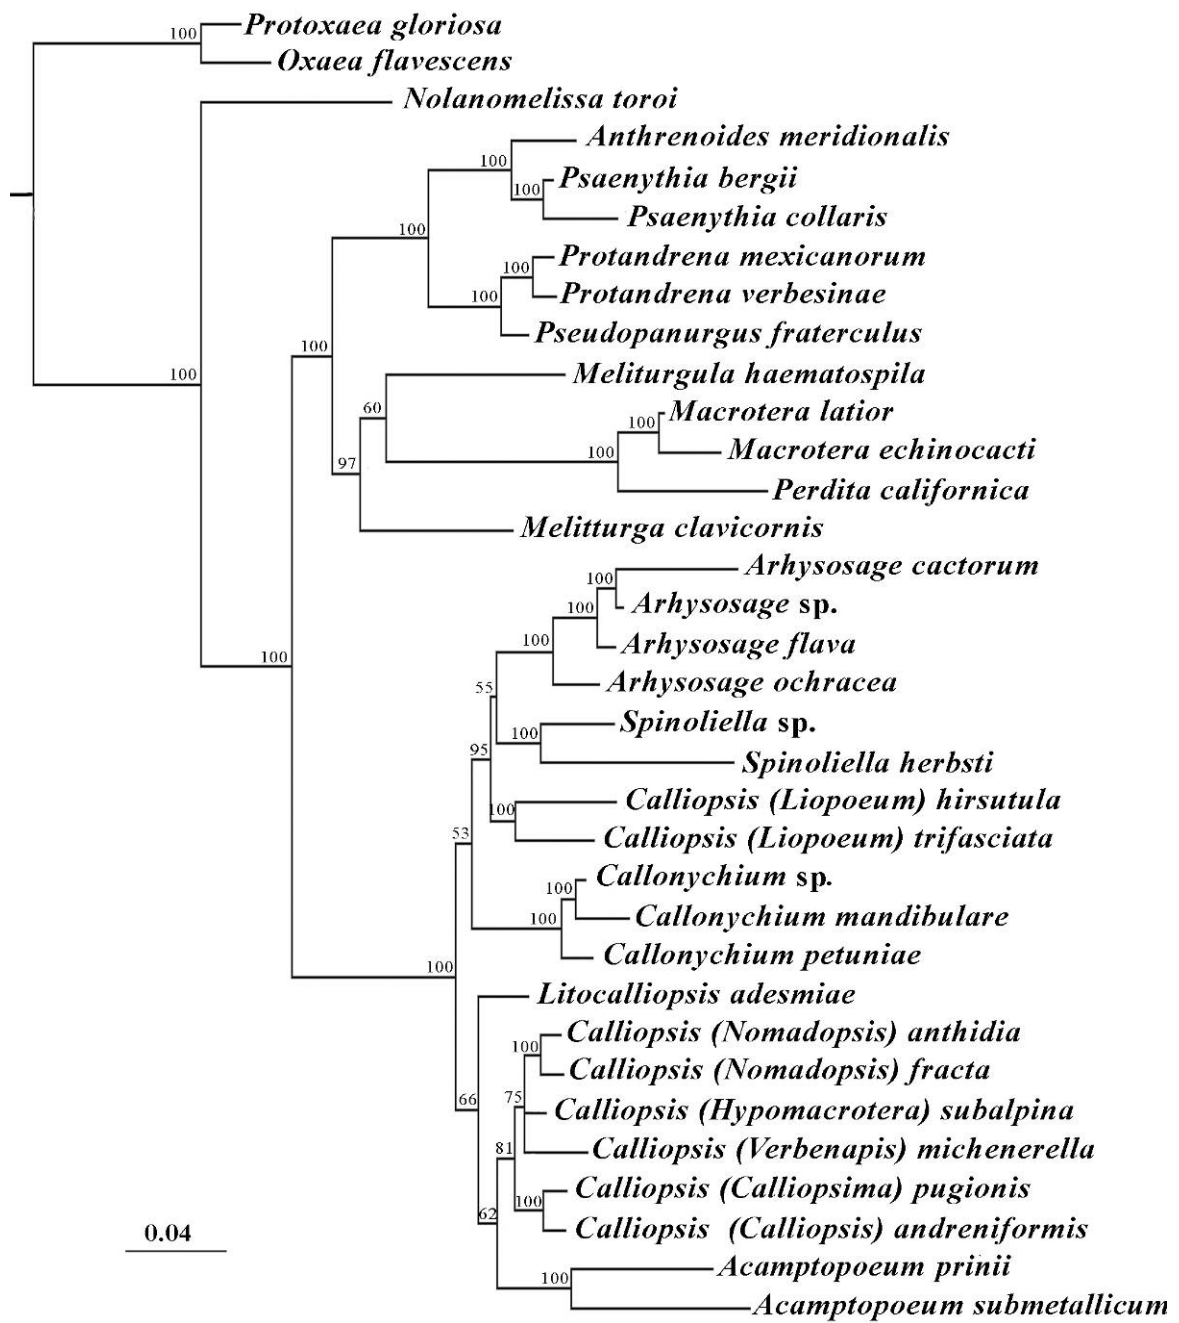 100
Protoxaea gloriosa
Oxaea flavescens
Nolanomelissa toroi
Anthrenoides meridionalis
100
Psaenythia bergii
100
Psaenythia collaris
100
Protandrena mexicanorum
100
Protandrena verbesinae
100
Pseudopanurgus fraterculus
100
100
Meliturgula haematospila
60
Macrotera latior
100
Macrotera echinocacti
100
97
Perdita californica
Melitturga clavicornis
Arhysosage cactorum
100
Arhysosage sp.
100
Arhysosage flava
100
100
Arhysosage ochracea
55
Spinoliella sp.
100
95
Spinoliella herbsti
Calliopsis (Liopoeum) hirsutula
100
53
Calliopsis (Liopoeum) trifasciata
Callonychium sp.
100
Callonychium mandibulare
100
Callonychium petuniae
100
Litocalliopsis adesmiae
Calliopsis (Nomadopsis) anthidia
100
Calliopsis (Nomadopsis) fracta
75
66
Calliopsis (Hypomacrotera) subalpina
81
Calliopsis (Verbenapis) michenerella
Calliopsis (Calliopsima) pugionis
100
62
Calliopsis (Calliopsis) andreniformis
0.04
Acamptopoeum prinii
100
Acamptopoeum submetallicum